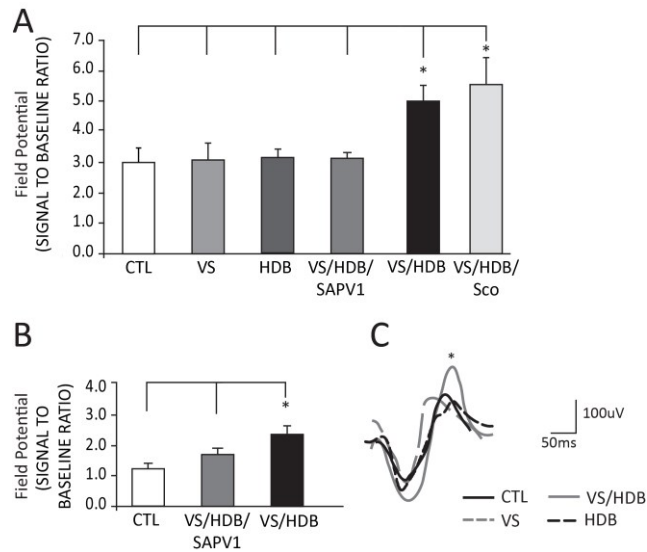 A
Field Potential
(SIGNAL TO BASELINE RATIO)
7.0
6.0
5.0
4.0
3.0
2.0
1.0
0.0
*
*
CTL
VS
HDB
VS/HDB/
SAPV1
VS/HDB
VS/HDB/
Sco
B
Field Potential
(SIGNAL TO
BASELINE RATIO)
4.0
3.0
2.0
1.0
0.0
*
CTL
VS/HDB/
SAPV1
VS/HDB
C
*
100uV
50ms
CTL
VS/HDB
VS
HDB